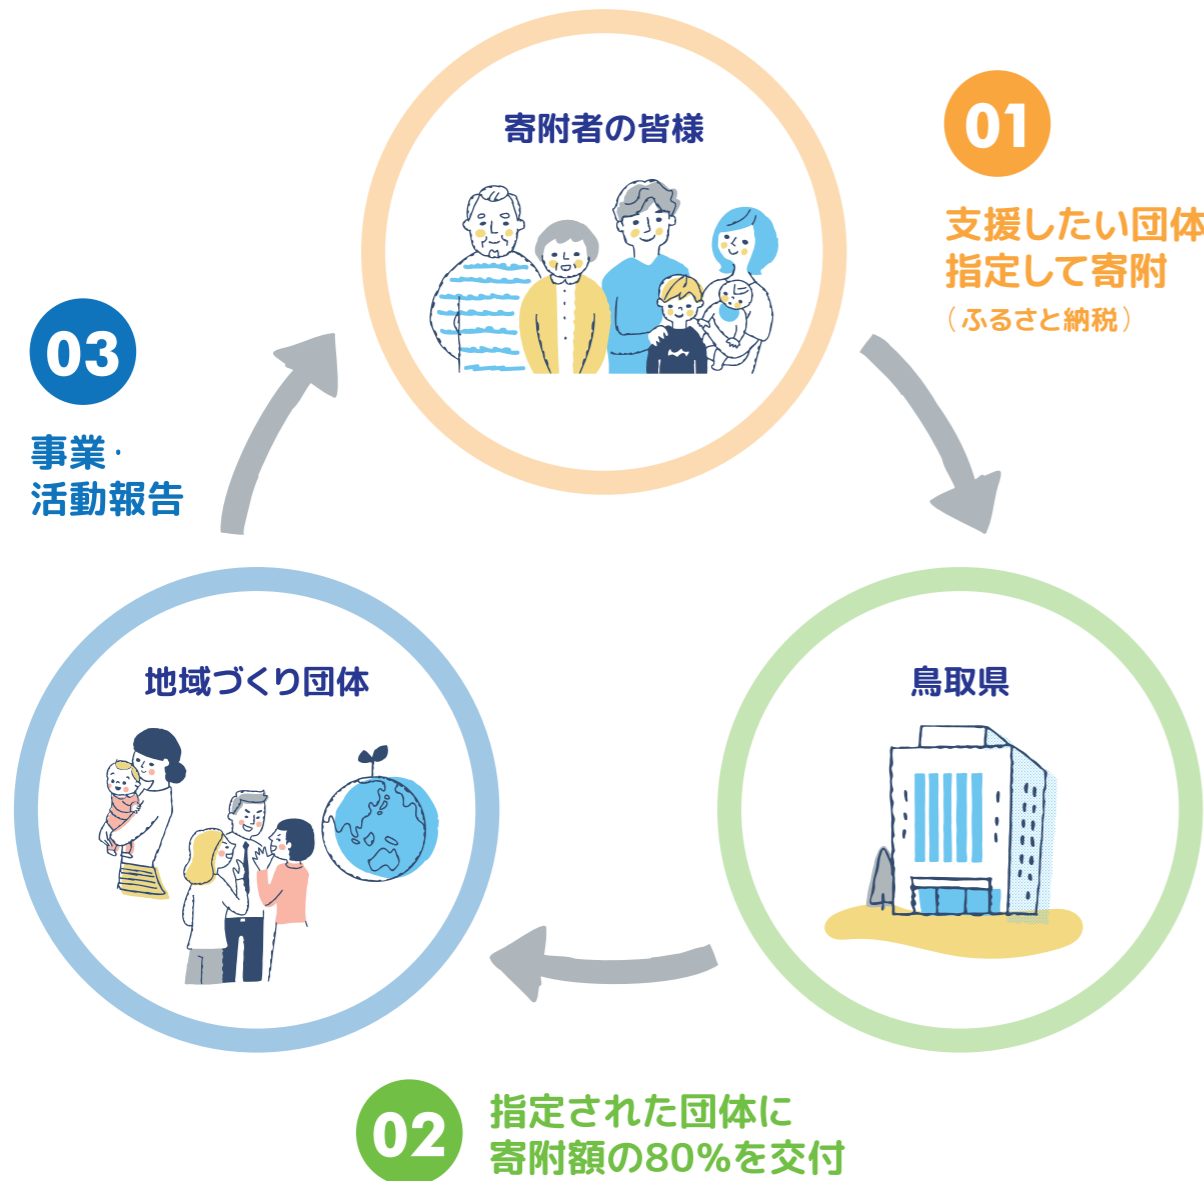 寄附者の皆様
01
支援したい団体
指定して寄附
(ふるさと納税)
鳥取県
02
指定された団体に
寄附額の80%を交付
地域づくり団体
03
事業・
活動報告